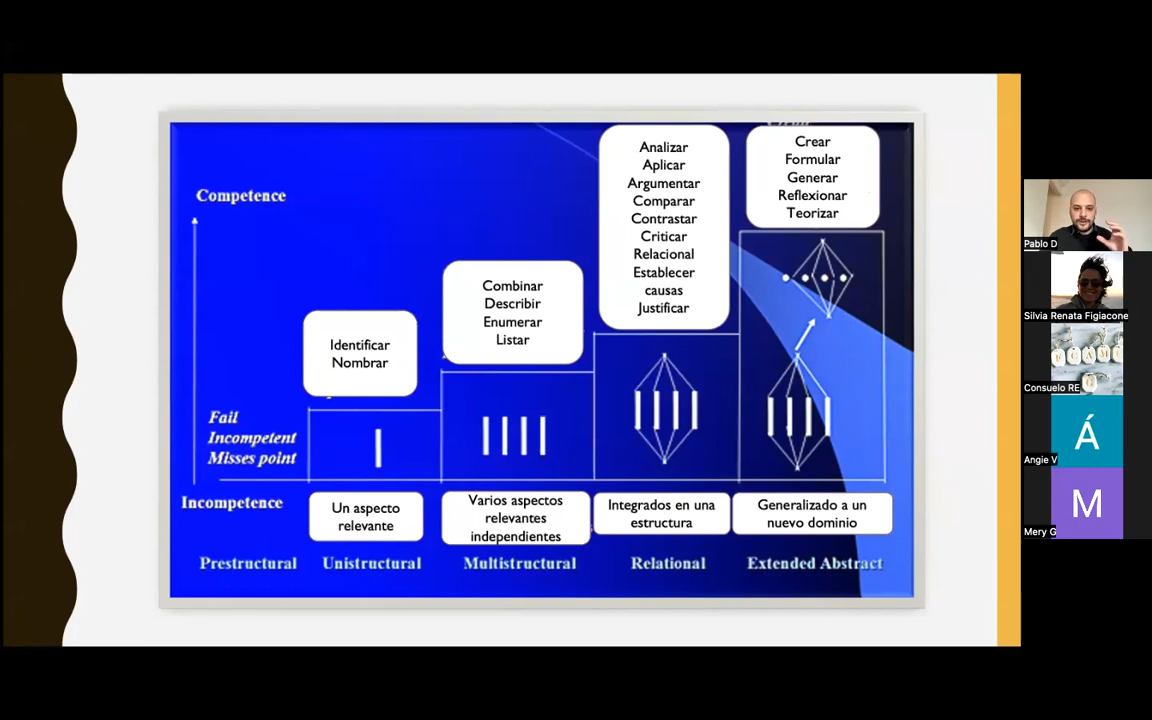 Competence
Analizar
Aplicar
Argumentar
Comparar
Contrastar
Criticar
Relacional
Establecer
causas
Justificar
Crear
Formular
Generar
Reflexionar
Teorizar
Combinar
Describir
Enumerar
Listar
Identificar
Nombrar
Fail
Incompetent
Misses point
Incompetence
Un aspecto
relevante
Varios aspectos
relevantes
independientes
Integrados en una
estructura
Generalizado a un
nuevo dominio
Prestructural
Unistructural
Multistructural
Relational
Extended Abstract
Pablo D
Silvia Renata Figiacone
Consuelo RE
Á
Angie V
M
Mery G